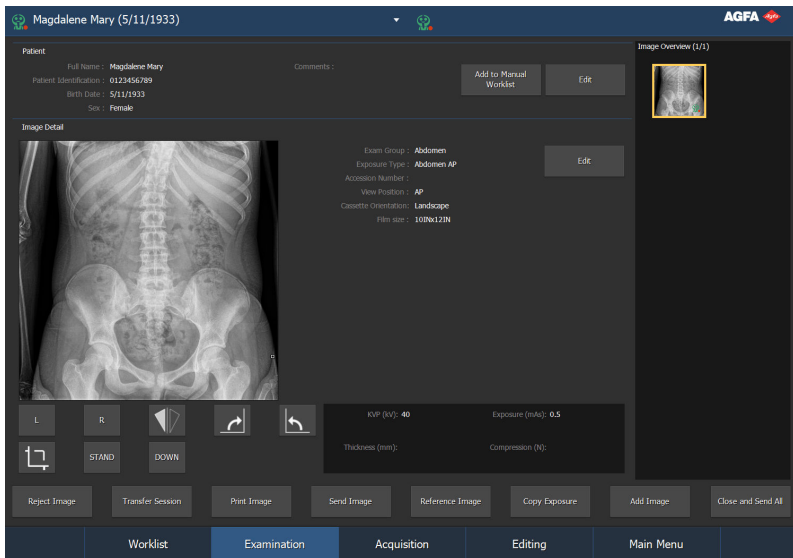 Magdalene Mary (5/11/1933)
AGFA
Agfa
Patient
Full Name : Magdalene Mary
Comments :
Patient Identification : 0123456789
Birth Date : 5/11/1933
Sex : Female
Add to Manual
Worklist
Edit
Image Overview (1/1)
Image Detail
Exam Group : Abdomen
Exposure Type : Abdomen AP
Accession Number :
View Position : AP
Cassette Orientation: Landscape
Film size : 10INx12IN
Edit
L
R
STAND
DOWN
KVP (kV): 40
Exposure (mAs): 0.5
Thickness (mm):
Compression (N):
Reject Image
Transfer Session
Print Image
Send Image
Reference Image
Copy Exposure
Add Image
Close and Send All
Worklist
Examination
Acquisition
Editing
Main Menu